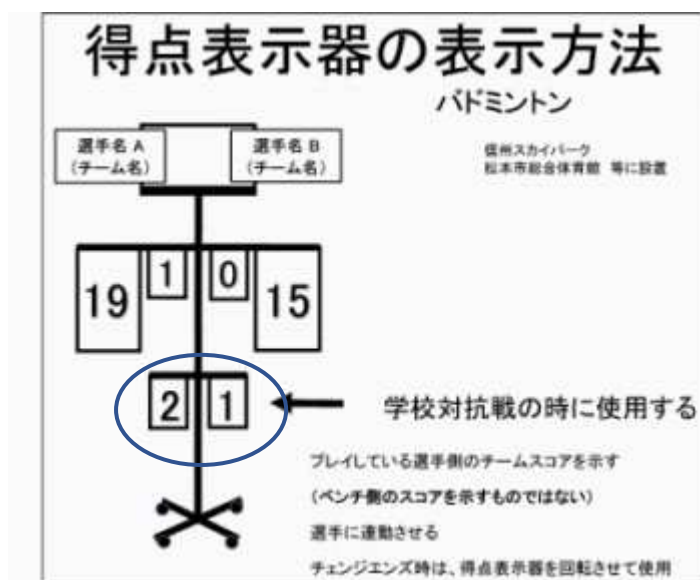 得点表示器の表示方法
バドミントン
選手名 A
（チーム名）
選手名 B
（チーム名）
信州スカイパーク
松本市総合体育館 等に設置
19
1
0
15
2
1
学校対抗戦の時に使用する
プレイしている選手側のチームスコアを示す
（ベンチ側のスコアを示すものではない）
選手に連動させる
チェンジエンズ時は、得点表示器を回転させて使用